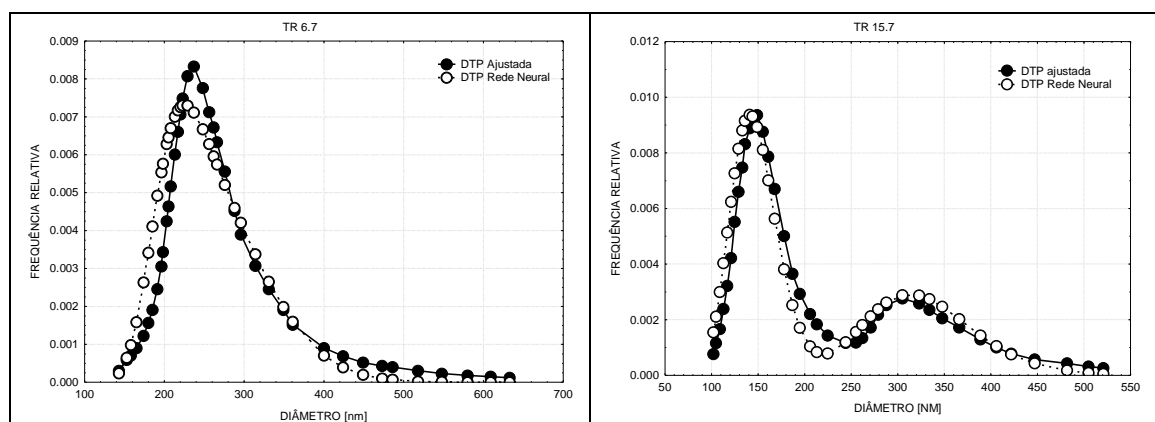 TR 6.7
0.009
0.008
0.007
0.006
0.005
0.004
0.003
0.002
0.001
0.000
FREQUÊNCIA RELATIVA
DTP Ajustada
DTP Rede Neural
100 200 300 400 500 600 700
DIÂMETRO [nm]
TR 15.7
0.012
0.010
0.008
0.006
0.004
0.002
0.000
FREQUÊNCIA RELATIVA
DTP ajustada
DTP Rede Neural
50 100 150 200 250 300 350 400 450 500 550
DIÂMETRO [NM]